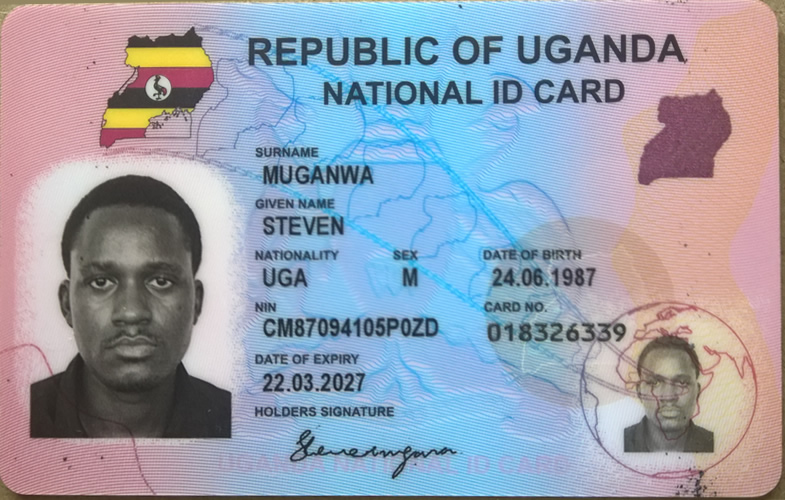 REPUBLIC OF UGANDA
NATIONAL ID CARD
SURNAME
MUGANWA
GIVEN NAME
STEVEN
NATIONALITY SEX DATE OF BIRTH
UGA M 24.06.1987
NIN CARD NO.
CM87094105P0ZD 018326339
DATE OF EXPIRY
22.03.2027
HOLDERS SIGNATURE
UGANDA NATIONAL ID CARD